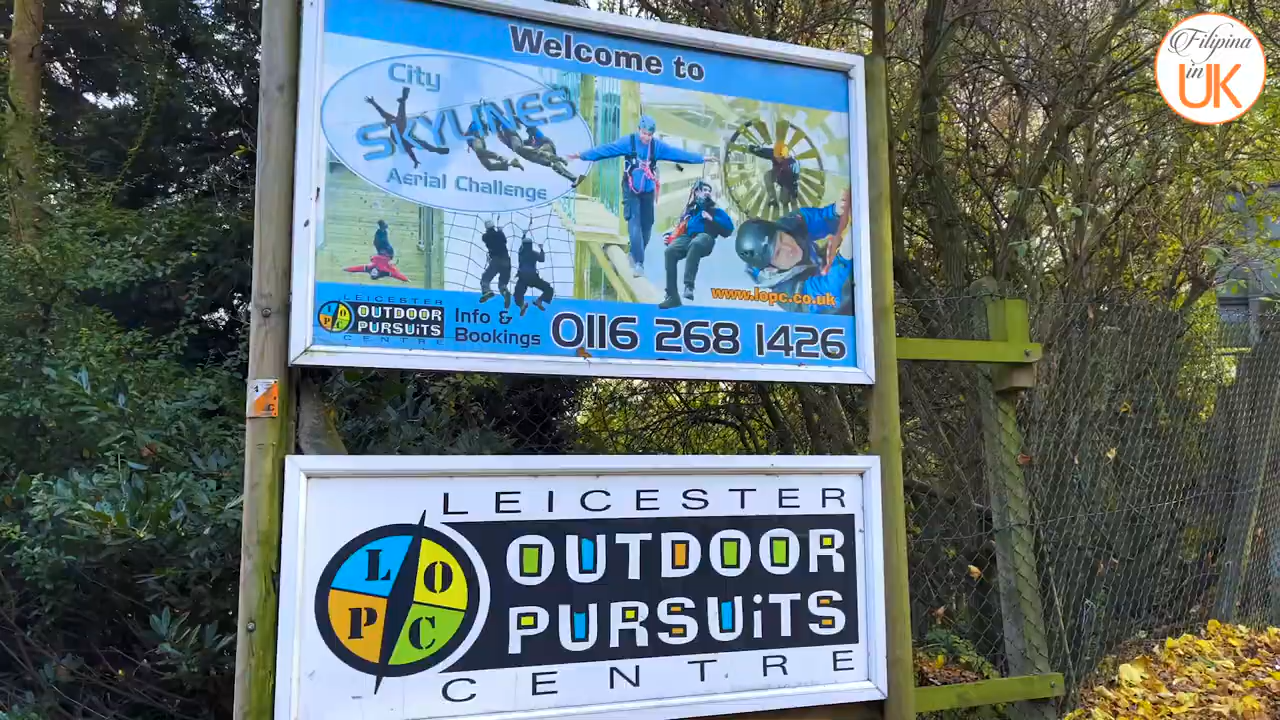 Filipina
in
UK
Welcome to
City
SKYLINES
Aerial Challenge
www.lopc.co.uk
LEICESTER
OUTDOOR
PURSUiTS
CENTRE
Info &
Bookings
0116 268 1426
LEICESTER
L O
P C
OUTDOOR
PURSUiTS
CENTRE